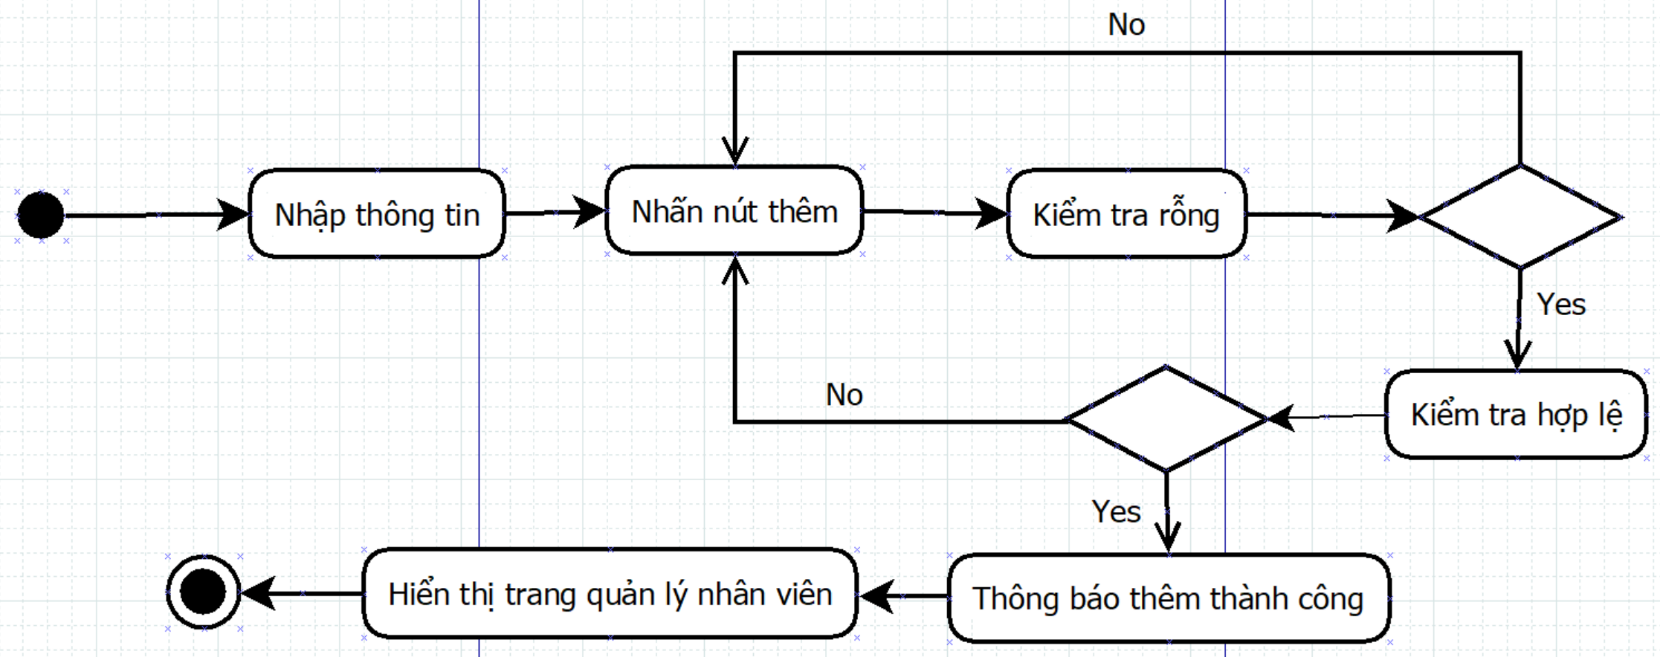 No
Nhập thông tin
Nhấn nút thêm
Kiểm tra rỗng
Yes
Kiểm tra hợp lệ
No
Yes
Thông báo thêm thành công
Hiển thị trang quản lý nhân viên